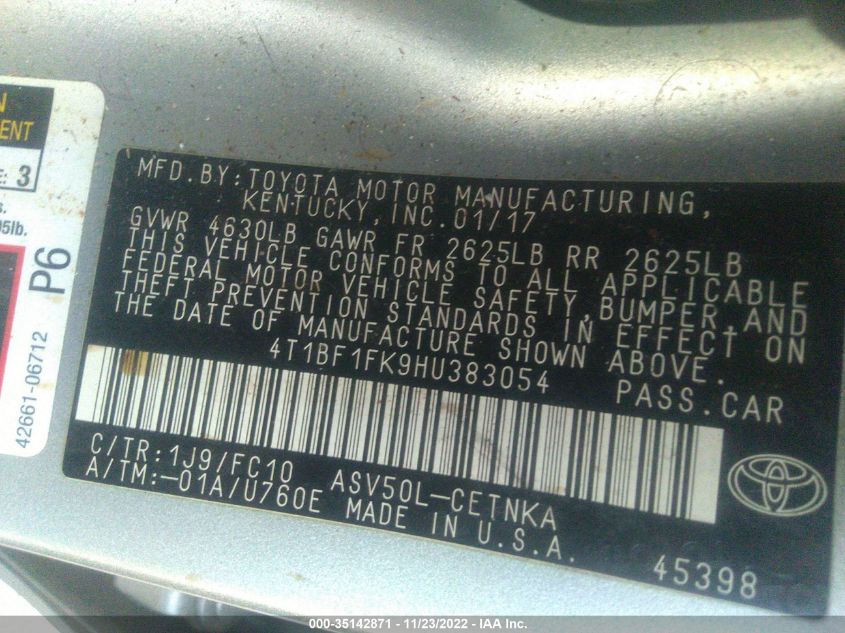 N
ENT
E: 3
s.
05lb.
P6
42661-06712
MFD.BY:TOYOTA MOTOR MANUFACTURING,
KENTUCKY, INC. 01/17
GVWR 4630LB GAWR FR 2625LB RR 2625LB
THIS VEHICLE CONFORMS TO ALL APPLICABLE
FEDERAL MOTOR VEHICLE SAFETY, BUMPER, AND
THEFT PREVENTION STANDARDS IN EFFECT ON
THE DATE OF MANUFACTURE SHOWN ABOVE.
4T1BF1FK9HU383054 PASS.CAR
C/TR:1J9/FC10 ASV50L-CETNKA
A/TM:-01A/U760E MADE IN U.S.A.
45398
000-35142871 - 11/23/2022 - IAA Inc.